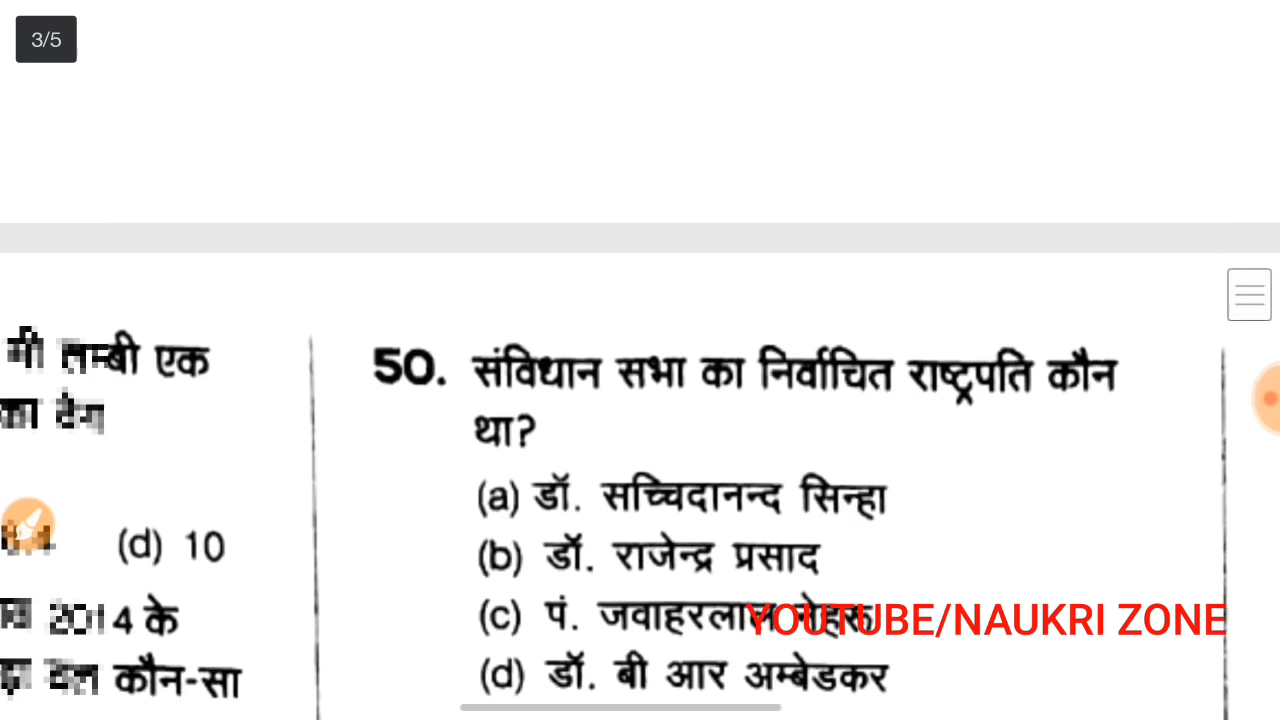 3/5
एक
50. संविधान सभा का निर्वाचित राष्ट्रपति कौन
था?
(a) डॉ. सच्चिदानन्द सिन्हा
(d) 10
(b) डॉ. राजेन्द्र प्रसाद
2014 के
(c) पं. जवाहरलाल नेहरू
YOUTUBE/NAUKRI ZONE
कौन-सा
(d) डॉ. बी आर अम्बेडकर